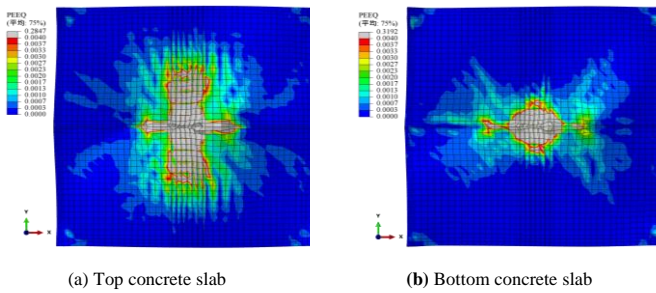 PEEQ
(平均: 75%)
0.2847
0.0040
0.0037
0.0033
0.0030
0.0027
0.0023
0.0020
0.0017
0.0013
0.0010
0.0007
0.0003
0.0000
Y
X
PEEQ
(平均: 75%)
0.3192
0.0040
0.0037
0.0033
0.0030
0.0027
0.0023
0.0020
0.0017
0.0013
0.0010
0.0007
0.0003
0.0000
Y
X
(a) Top concrete slab
(b) Bottom concrete slab